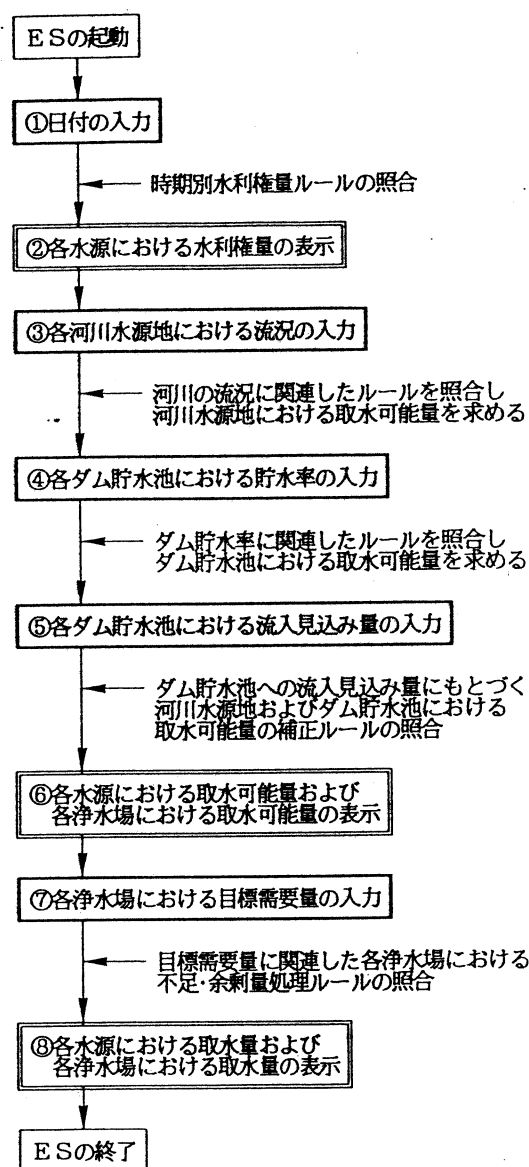 ESの起動
①日付の入力
時期別水利権量ルールの照合
②各水源における水利権量の表示
③各河川水源地における流況の入力
河川の流況に関連したルールを照合し
河川水源地における取水可能量を求める
④各ダム貯水池における貯水率の入力
ダム貯水率に関連したルールを照合し
ダム貯水池における取水可能量を求める
⑤各ダム貯水池における流入見込み量の入力
ダム貯水池への流入見込み量にもとづく
河川水源地およびダム貯水池における
取水可能量の補正ルールの照合
⑥各水源における取水可能量および
各浄水場における取水可能量の表示
⑦各浄水場における目標需要量の入力
目標需要量に関連した各浄水場における
不足・余剰量処理ルールの照合
⑧各水源における取水量および
各浄水場における取水量の表示
ESの終了